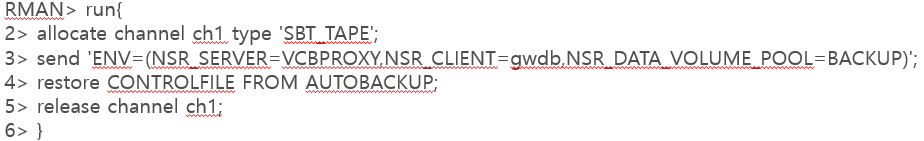 RMAN> run{
2> allocate channel ch1 type 'SBT_TAPE';
3> send 'ENV=(NSR_SERVER=VCBPROXY,NSR_CLIENT=gwdb,NSR_DATA_VOLUME_POOL=BACKUP)';
4> restore CONTROLFILE FROM AUTOBACKUP;
5> release channel ch1;
6> }